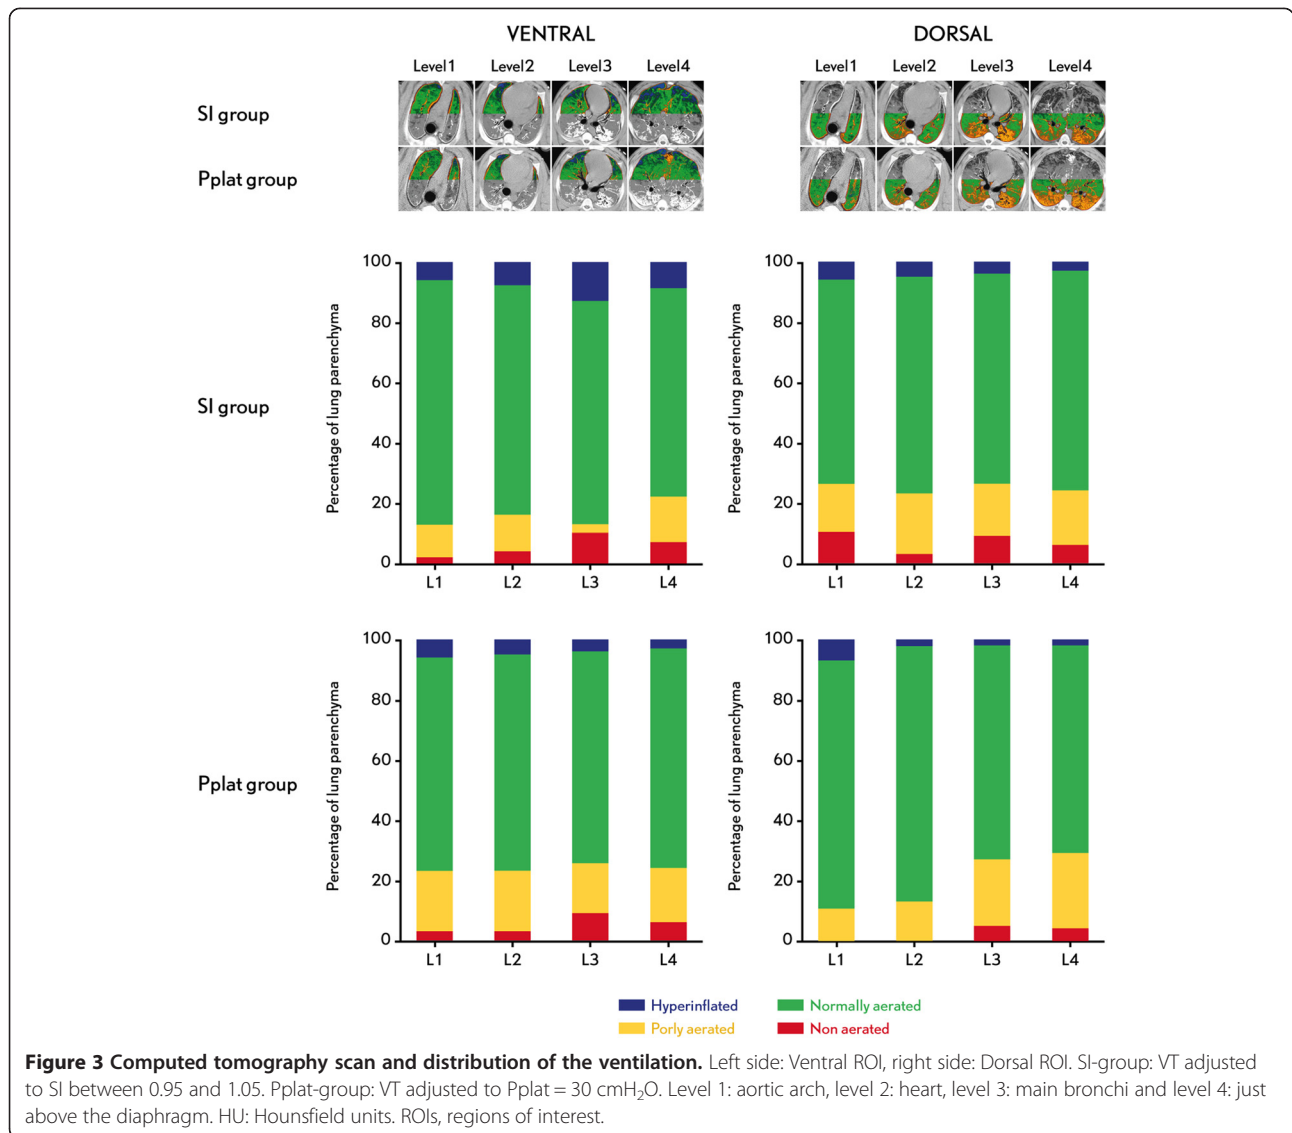 VENTRAL
DORSAL
Level1 Level2 Level3 Level4
Level1 Level2 Level3 Level4
SI group
Pplat group
SI group
Percentage of lung parenchyma
100
80
60
40
20
0
L1 L2 L3 L4
Percentage of lung parenchyma
100
80
60
40
20
0
L1 L2 L3 L4
Pplat group
Percentage of lung parenchyma
100
80
60
40
20
0
L1 L2 L3 L4
Percentage of lung parenchyma
100
80
60
40
20
0
L1 L2 L3 L4
Hyperinflated
Normally aerated
Porly aerated
Non aerated
Figure 3 Computed tomography scan and distribution of the ventilation. Left side: Ventral ROI, right side: Dorsal ROI. SI-group: VT adjusted
to SI between 0.95 and 1.05. Pplat-group: VT adjusted to Pplat = 30 cmH₂O. Level 1: aortic arch, level 2: heart, level 3: main bronchi and level 4: just
above the diaphragm. HU: Hounsfield units. ROIs, regions of interest.